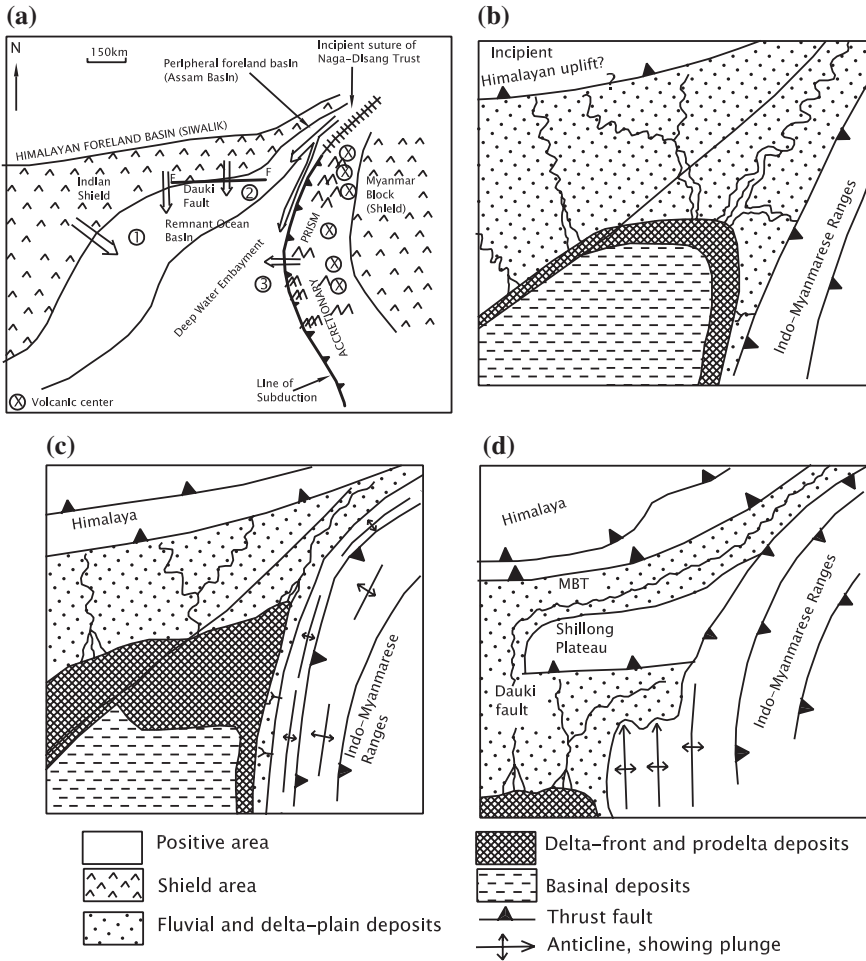 (a)
N
150km
Peripheral foreland basin
(Assam Basin)
Incipient suture of
Naga-Disang Trust
HIMALAYAN FORELAND BASIN (SIWALIK)
Indian
Shield
F
F
Dauki
Fault
2
Remnant Ocean
Basin
1
3
Deep Water Embayment
PRISM
ACCRETIONARY
Myanmar
Block
(Shield)
X
X
X
X
X
Line of
Subduction
X Volcanic center
(b)
Incipient
Himalayan uplift?
Indo-Myanmarese Ranges
(c)
Himalaya
Indo-Myanmarese
Ranges
(d)
Himalaya
MBT
Shillong
Plateau
Dauki
fault
Indo-Myanmarese Ranges
Positive area
Shield area
Fluvial and delta-plain deposits
Delta-front and prodelta deposits
Basinal deposits
Thrust fault
Anticline, showing plunge